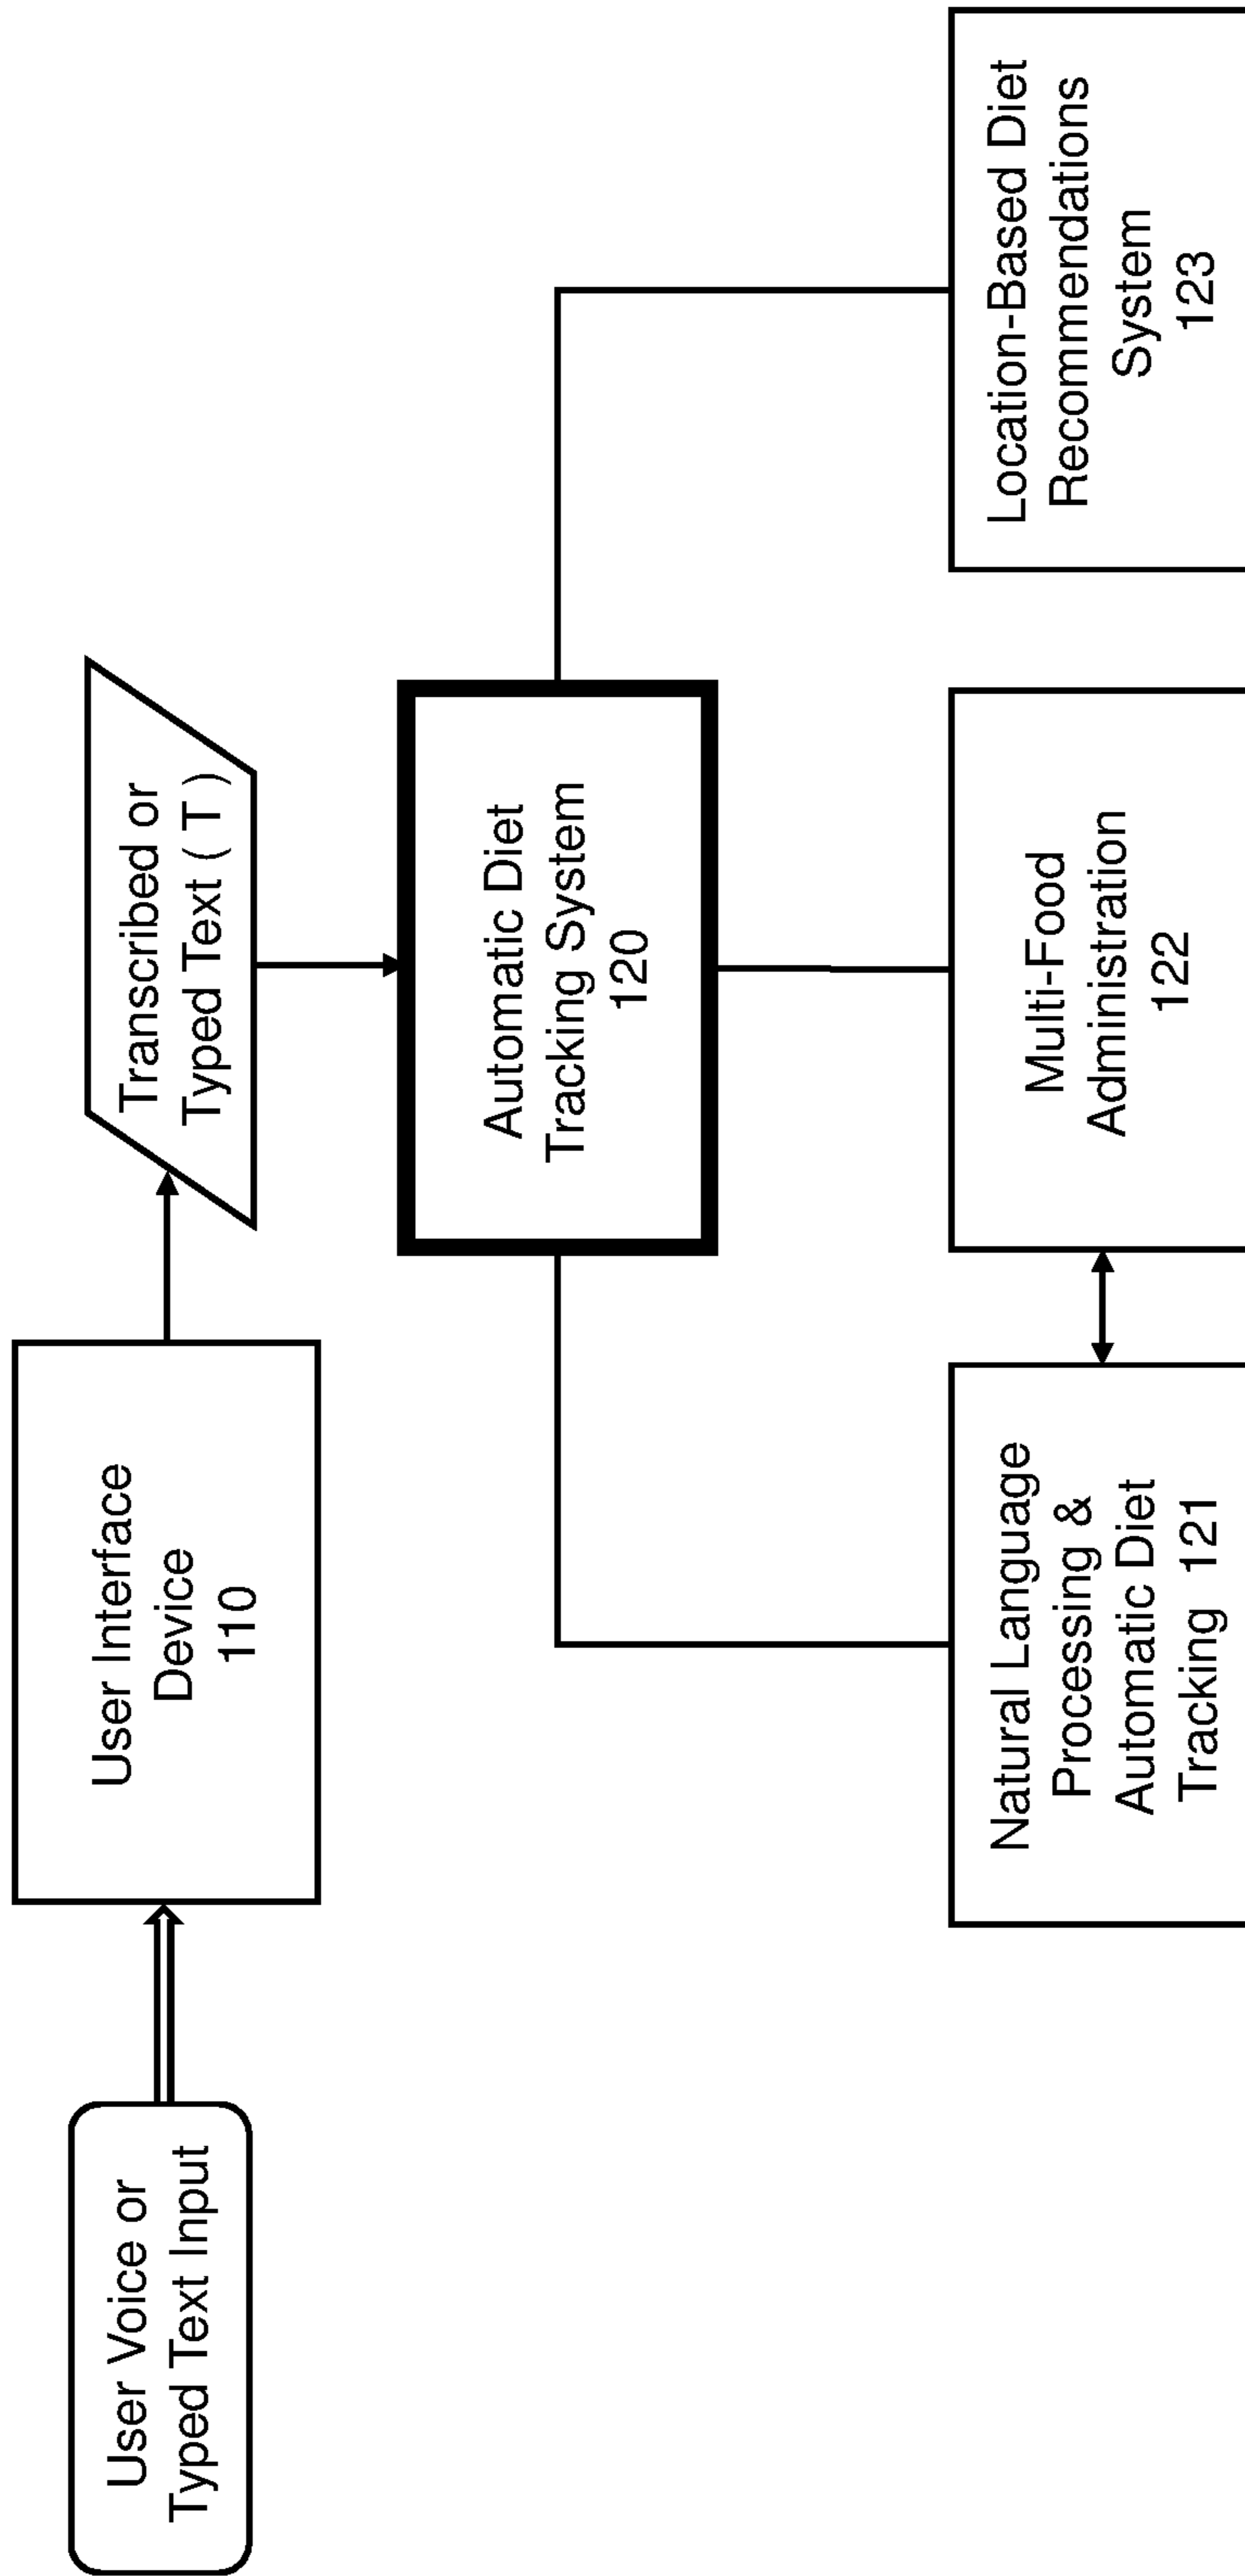 User Voice or
Typed Text Input
User Interface
Device
110
Transcribed or
Typed Text ( T )
Automatic Diet
Tracking System
120
Natural Language
Processing &
Automatic Diet
Tracking 121
Multi-Food
Administration
122
Location-Based Diet
Recommendations
System
123